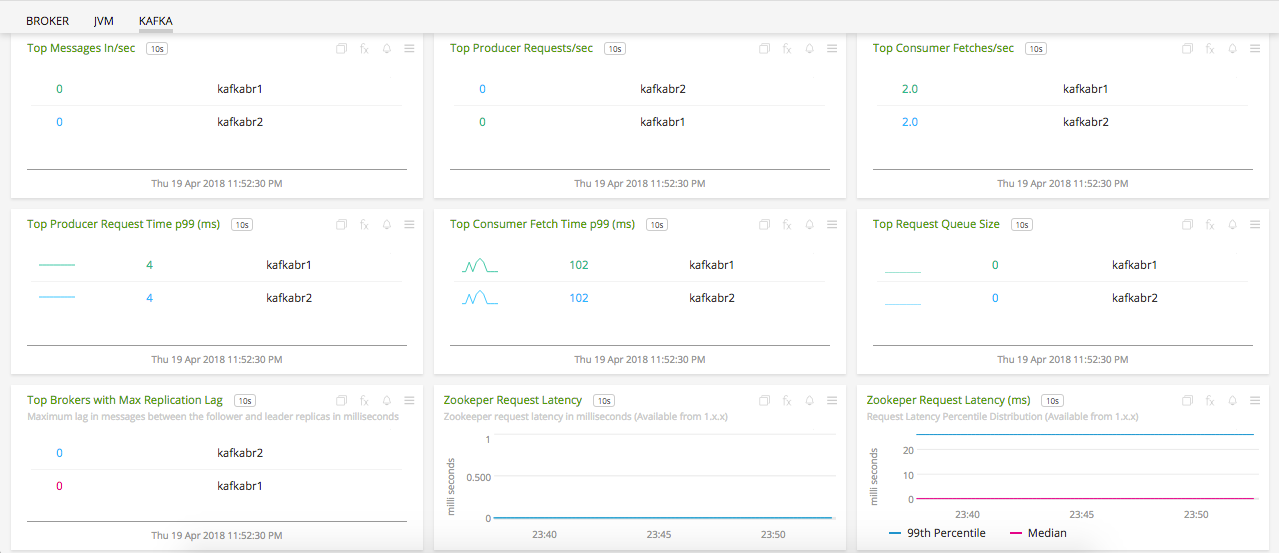 BROKER JVM KAFKA
Top Messages In/sec 10s
fx
0 kafkabr1
0 kafkabr2
Thu 19 Apr 2018 11:52:30 PM
Top Producer Requests/sec 10s
fx
0 kafkabr2
0 kafkabr1
Thu 19 Apr 2018 11:52:30 PM
Top Consumer Fetches/sec 10s
fx
2.0 kafkabr1
2.0 kafkabr2
Thu 19 Apr 2018 11:52:30 PM
Top Producer Request Time p99 (ms) 10s
fx
4 kafkabr1
4 kafkabr2
Thu 19 Apr 2018 11:52:30 PM
Top Consumer Fetch Time p99 (ms) 10s
fx
102 kafkabr1
102 kafkabr2
Thu 19 Apr 2018 11:52:30 PM
Top Request Queue Size 10s
fx
0 kafkabr1
0 kafkabr2
Thu 19 Apr 2018 11:52:30 PM
Top Brokers with Max Replication Lag 10s
fx
Maximum lag in messages between the follower and leader replicas in milliseconds
0 kafkabr2
0 kafkabr1
Thu 19 Apr 2018 11:52:30 PM
Zookeper Request Latency 10s
fx
Zookeeper request latency in milliseconds (Available from 1.x.x)
milli seconds
1
0.500
0
23:40 23:45 23:50
Zookeper Request Latency (ms) 10s
fx
Request Latency Percentile Distribution (Available from 1.x.x)
milli seconds
20
10
0
23:40 23:45 23:50
99th Percentile Median